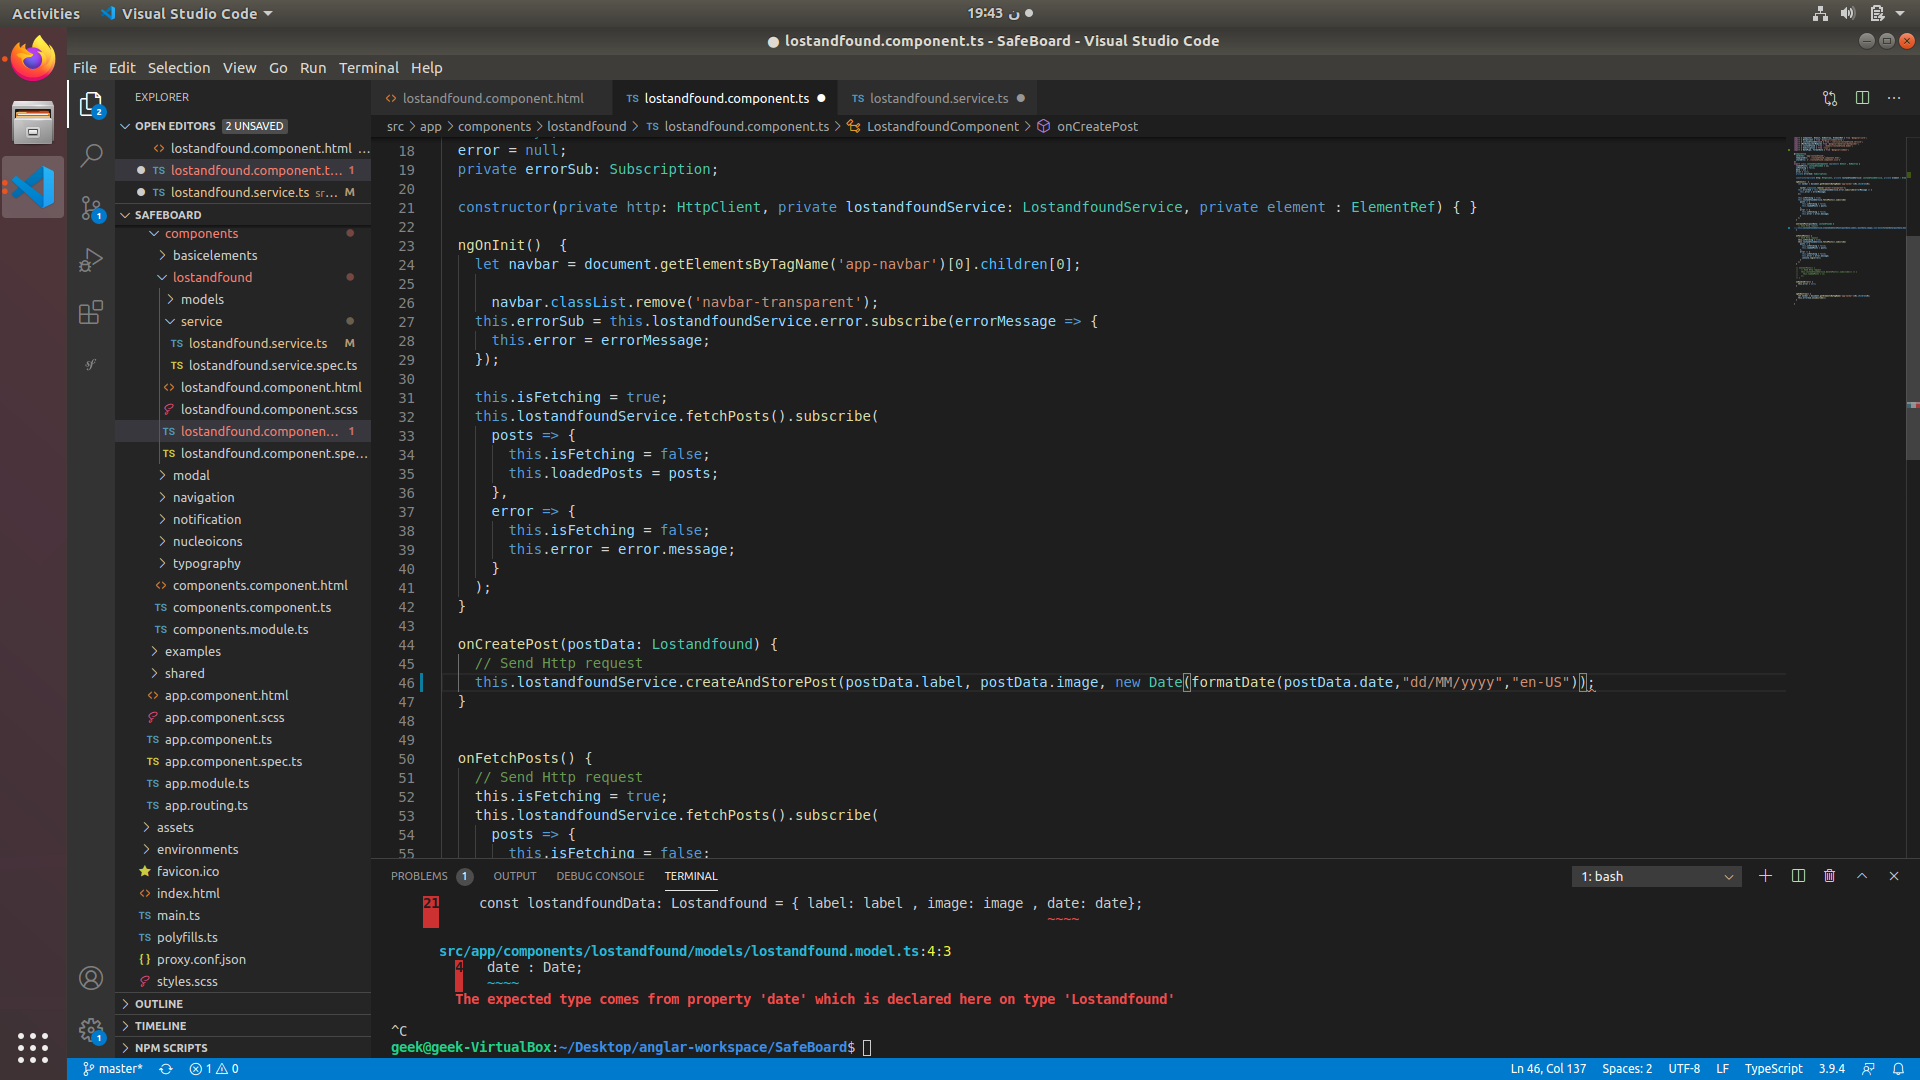 Activities
Visual Studio Code
19:43 ن
● lostandfound.component.ts - SafeBoard - Visual Studio Code
File Edit Selection View Go Run Terminal Help
EXPLORER
OPEN EDITORS 2 UNSAVED
lostandfound.component.html ...
TS lostandfound.component.t... 1
TS lostandfound.service.ts sr... M
SAFEBOARD
components
basicelements
lostandfound
models
service
TS lostandfound.service.ts M
TS lostandfound.service.spec.ts
lostandfound.component.html
lostandfound.component.scss
TS lostandfound.componen... 1
TS lostandfound.component.spe...
modal
navigation
notification
nucleoicons
typography
components.component.html
TS components.component.ts
TS components.module.ts
examples
shared
app.component.html
app.component.scss
TS app.component.ts
TS app.component.spec.ts
TS app.module.ts
TS app.routing.ts
assets
environments
favicon.ico
index.html
TS main.ts
TS polyfills.ts
{} proxy.conf.json
styles.scss
OUTLINE
TIMELINE
NPM SCRIPTS
lostandfound.component.html
TS lostandfound.component.ts ●
TS lostandfound.service.ts ●
src > app > components > lostandfound > TS lostandfound.component.ts > LostandfoundComponent > onCreatePost
18 error = null;
19 private errorSub: Subscription;
20
21 constructor(private http: HttpClient, private lostandfoundService: LostandfoundService, private element : ElementRef) { }
22
23 ngOnInit()  {
24 let navbar = document.getElementsByTagName('app-navbar')[0].children[0];
25
26 navbar.classList.remove('navbar-transparent');
27 this.errorSub = this.lostandfoundService.error.subscribe(errorMessage => {
28 this.error = errorMessage;
29 });
30
31 this.isFetching = true;
32 this.lostandfoundService.fetchPosts().subscribe(
33 posts => {
34 this.isFetching = false;
35 this.loadedPosts = posts;
36 },
37 error => {
38 this.isFetching = false;
39 this.error = error.message;
40 }
41 );
42 }
43
44 onCreatePost(postData: Lostandfound) {
45 // Send Http request
46 this.lostandfoundService.createAndStorePost(postData.label, postData.image, new Date(formatDate(postData.date,"dd/MM/yyyy","en-US"));
47 }
48
49
50 onFetchPosts() {
51 // Send Http request
52 this.isFetching = true;
53 this.lostandfoundService.fetchPosts().subscribe(
54 posts => {
55 this.isFetching = false;
PROBLEMS 1 OUTPUT DEBUG CONSOLE TERMINAL
1: bash
21 const lostandfoundData: Lostandfound = { label: label , image: image , date: date};
~~~~
src/app/components/lostandfound/models/lostandfound.model.ts:4:3
4 date : Date;
~~~~
The expected type comes from property 'date' which is declared here on type 'Lostandfound'
^C
geek@geek-VirtualBox:~/Desktop/anglar-workspace/SafeBoard$
master* 1 0
Ln 46, Col 137 Spaces: 2 UTF-8 LF TypeScript 3.9.4